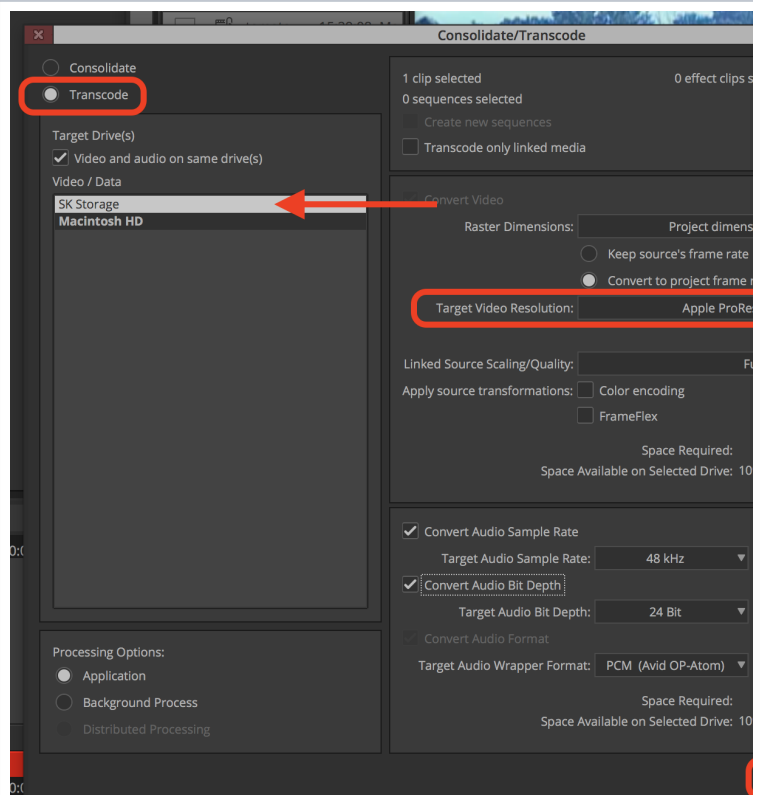 Consolidate/Transcode
Consolidate
Transcode
Target Drive(s)
Video and audio on same drive(s)
Video / Data
SK Storage
Macintosh HD
Processing Options:
Application
Background Process
Distributed Processing
1 clip selected
0 effect clips s
0 sequences selected
Create new sequences
Transcode only linked media
Convert Video
Raster Dimensions:
Project dimens
Keep source's frame rate
Convert to project frame r
Target Video Resolution:
Apple ProRe
Linked Source Scaling/Quality:
Fu
Apply source transformations:
Color encoding
FrameFlex
Space Required:
Space Available on Selected Drive: 10
Convert Audio Sample Rate
Target Audio Sample Rate:
48 kHz
Convert Audio Bit Depth
Target Audio Bit Depth:
24 Bit
Convert Audio Format
Target Audio Wrapper Format:
PCM (Avid OP-Atom)
Space Required:
Space Available on Selected Drive: 10